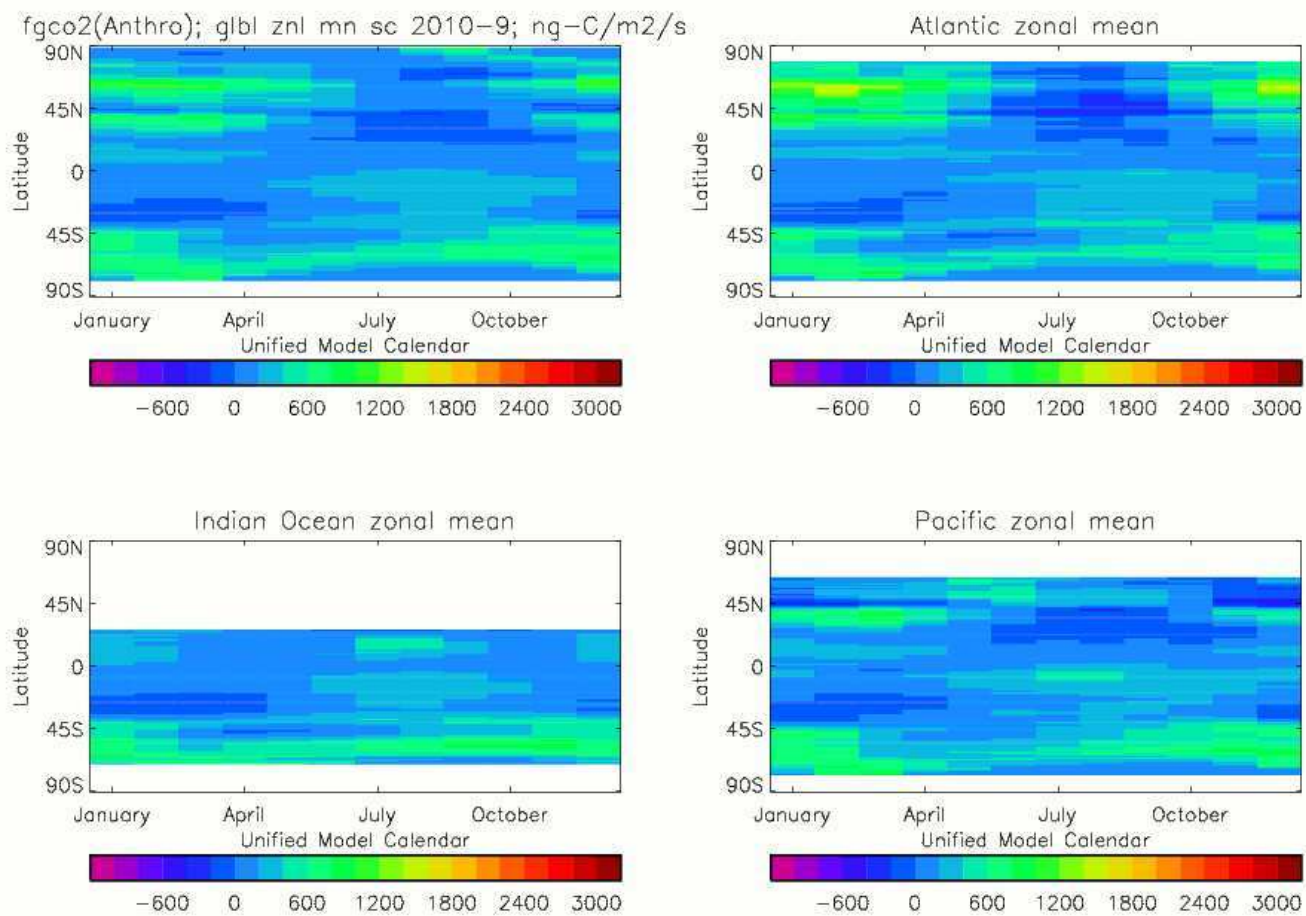 fgco2(Anthro); glbl znl mn sc 2010-9; ng-C/m2/s
90N
45N
0
45S
90S
Latitude
January April July October
Unified Model Calendar
-600 0 600 1200 1800 2400 3000
Atlantic zonal mean
90N
45N
0
45S
90S
Latitude
January April July October
Unified Model Calendar
-600 0 600 1200 1800 2400 3000
Indian Ocean zonal mean
90N
45N
0
45S
90S
Latitude
January April July October
Unified Model Calendar
-600 0 600 1200 1800 2400 3000
Pacific zonal mean
90N
45N
0
45S
90S
Latitude
January April July October
Unified Model Calendar
-600 0 600 1200 1800 2400 3000